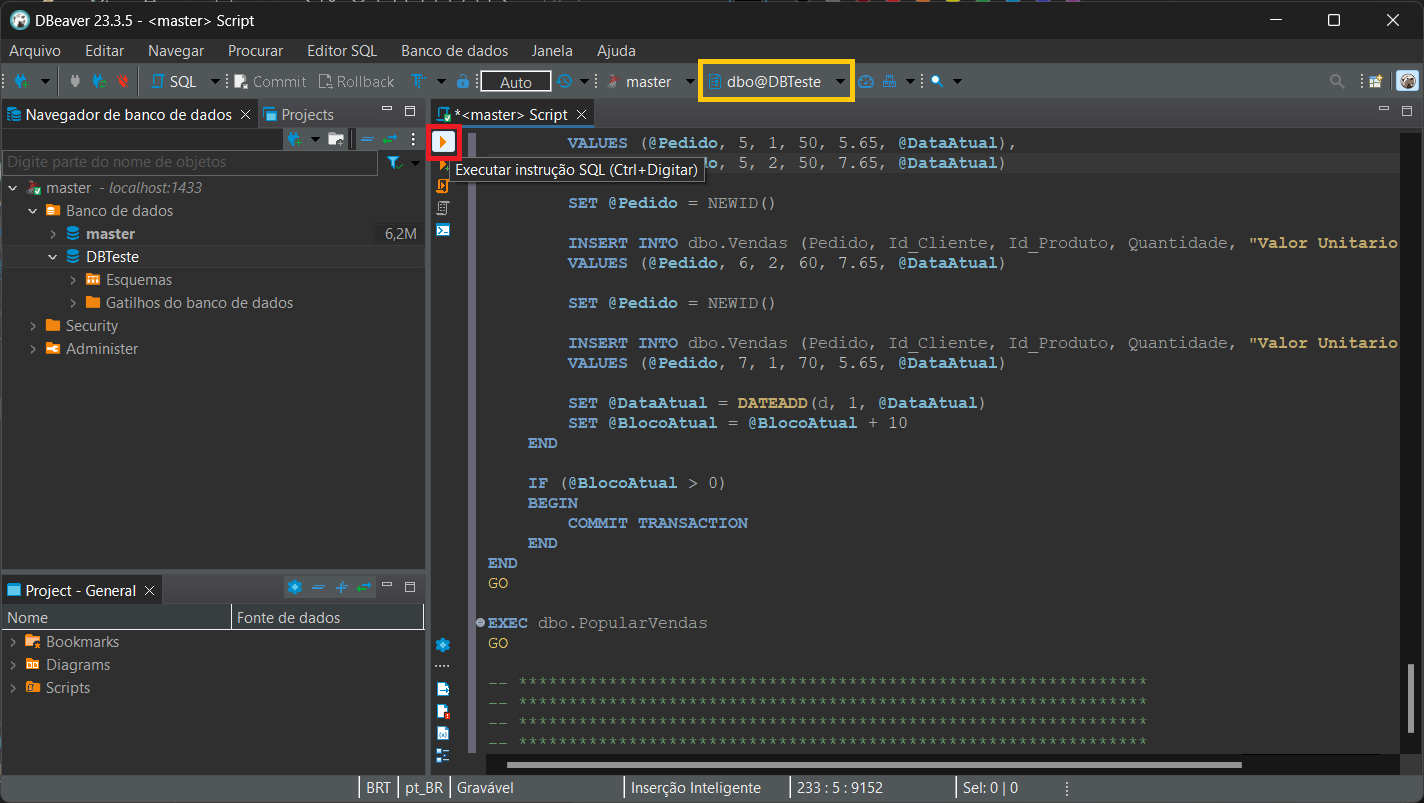 DBeaver 23.3.5 - <master> Script
Arquivo Editar Navegar Procurar Editor SQL Banco de dados Janela Ajuda
SQL Commit Rollback Auto master dbo@DBTeste
Navegador de banco de dados Projects
Digite parte do nome de objetos
master - localhost:1433
Banco de dados
master 6,2M
DBTeste
Esquemas
Gatilhos do banco de dados
Security
Administer
Project - General
Nome Fonte de dados
Bookmarks
Diagrams
Scripts
*<master> Script
VALUES (@Pedido, 5, 1, 50, 5.65, @DataAtual),
o, 5, 2, 50, 7.65, @DataAtual)
Executar instrução SQL (Ctrl+Digitar)
SET @Pedido = NEWID()
INSERT INTO dbo.Vendas (Pedido, Id_Cliente, Id_Produto, Quantidade, "Valor Unitario
VALUES (@Pedido, 6, 2, 60, 7.65, @DataAtual)
SET @Pedido = NEWID()
INSERT INTO dbo.Vendas (Pedido, Id_Cliente, Id_Produto, Quantidade, "Valor Unitario
VALUES (@Pedido, 7, 1, 70, 5.65, @DataAtual)
SET @DataAtual = DATEADD(d, 1, @DataAtual)
SET @BlocoAtual = @BlocoAtual + 10
END
IF (@BlocoAtual > 0)
BEGIN
COMMIT TRANSACTION
END
END
GO
EXEC dbo.PopularVendas
GO
-- ***************************************************************
-- ***************************************************************
-- ***************************************************************
-- ***************************************************************
BRT pt_BR Gravável Inserção Inteligente 233 : 5 : 9152 Sel: 0 | 0